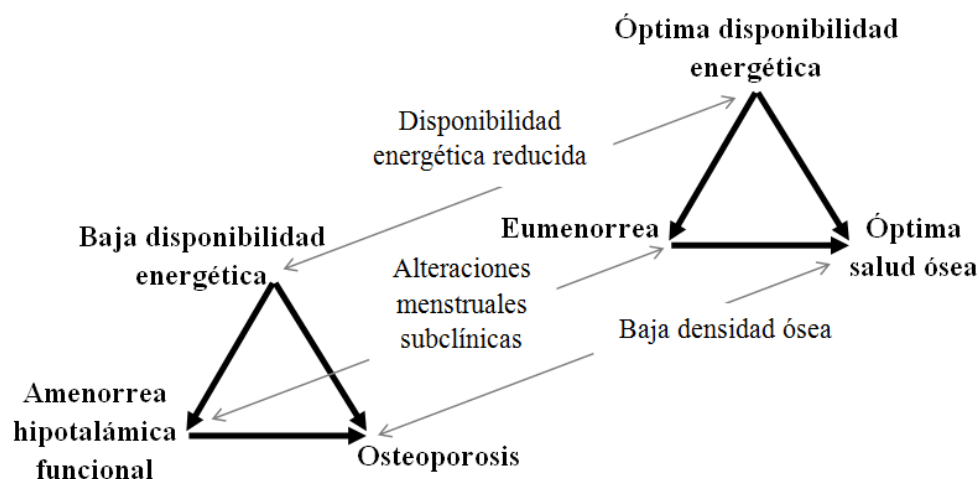 Óptima disponibilidad
energética
Disponibilidad
energética reducida
Eumenorrea
Óptima
salud ósea
Baja disponibilidad
energética
Alteraciones
menstruales
subclínicas
Baja densidad ósea
Amenorrea
hipotalámica
funcional
Osteoporosis